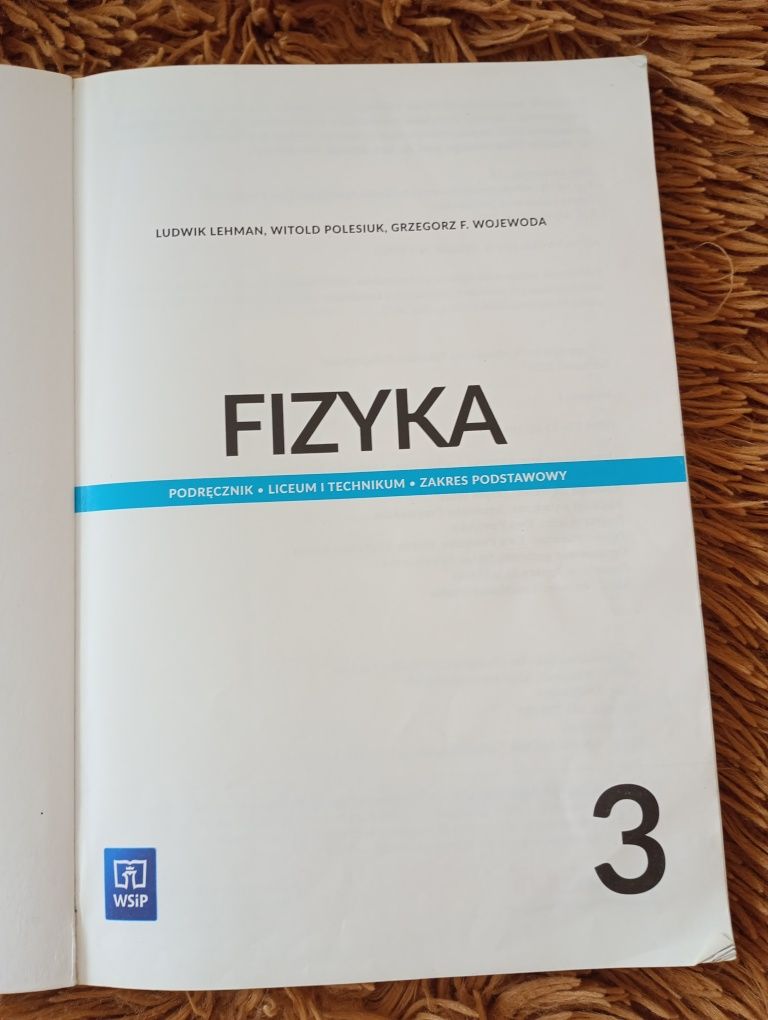 LUDWIK LEHMAN, WITOLD POLESIUK, GRZEGORZ F. WOJEWODA
FIZYKA
PODRĘCZNIK • LICEUM I TECHNIKUM • ZAKRES PODSTAWOWY
3
WSiP